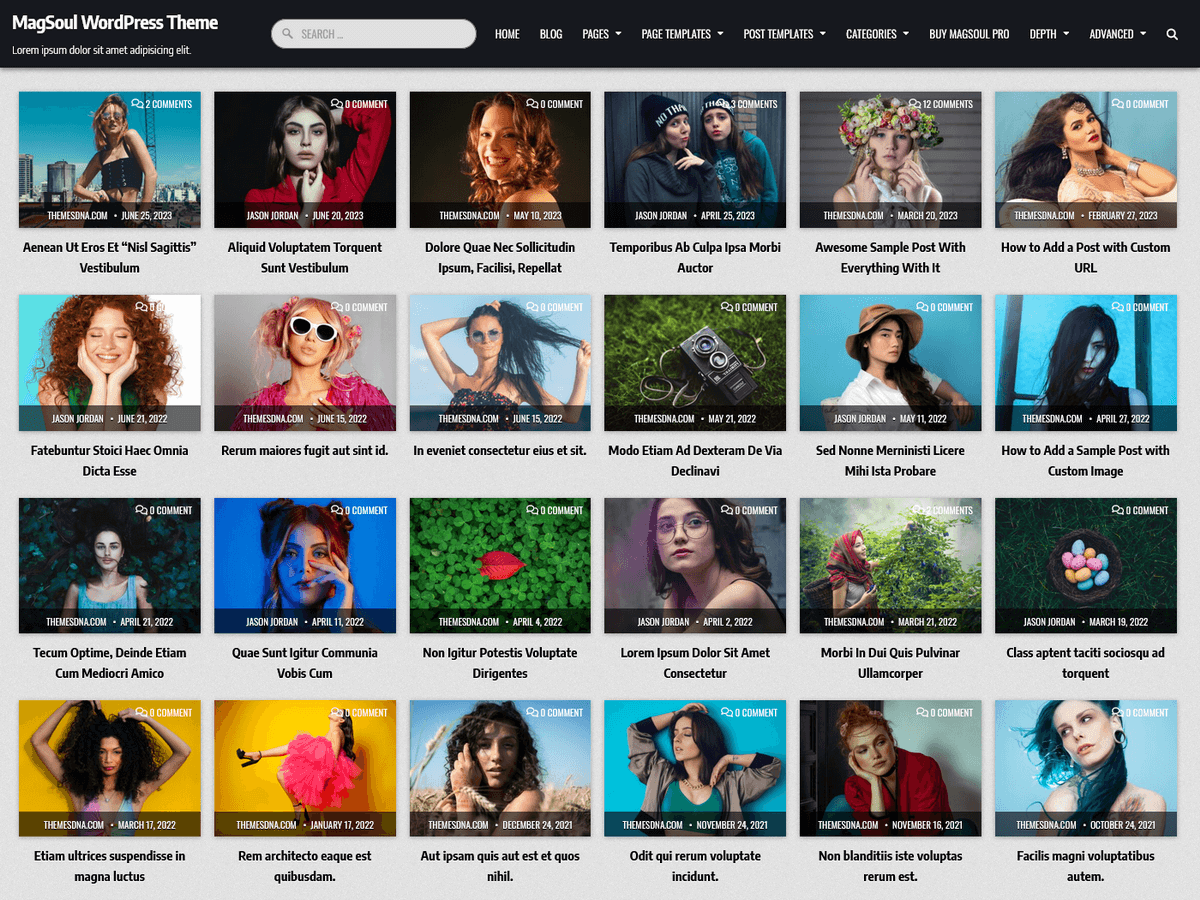 MagSoul WordPress Theme
Lorem ipsum dolor sit amet adipisicing elit.
SEARCH ...
HOME BLOG PAGES PAGE TEMPLATES POST TEMPLATES CATEGORIES BUY MAGSOUL PRO DEPTH ADVANCED
2 COMMENTS
THEMESDNA.COM • JUNE 25, 2023
Aenean Ut Eros Et “Nisl Sagittis”
Vestibulum
0 COMMENT
JASON JORDAN • JUNE 20, 2023
Aliquid Voluptatem Torquent
Sunt Vestibulum
0 COMMENT
THEMESDNA.COM • MAY 10, 2023
Dolore Quae Nec Sollicitudin
Ipsum, Facilisi, Repellat
NO THA
3 COMMENTS
JASON JORDAN • APRIL 25, 2023
Temporibus Ab Culpa Ipsa Morbi
Auctor
12 COMMENTS
THEMESDNA.COM • MARCH 20, 2023
Awesome Sample Post With
Everything With It
0 COMMENT
THEMESDNA.COM • FEBRUARY 27, 2023
How to Add a Post with Custom
URL
0
JASON JORDAN • JUNE 21, 2022
Fatebuntur Stoici Haec Omnia
Dicta Esse
0 COMMENT
THEMESDNA.COM • JUNE 15, 2022
Rerum maiores fugit aut sint id.
0 COMMENT
THEMESDNA.COM • JUNE 15, 2022
In eveniet consectetur eius et sit.
0 COMMENT
THEMESDNA.COM • MAY 21, 2022
Modo Etiam Ad Dexteram De Via
Declinavi
0 COMMENT
JASON JORDAN • MAY 11, 2022
Sed Nonne Merninisti Licere
Mihi Ista Probare
0 COMMENT
THEMESDNA.COM • APRIL 27, 2022
How to Add a Sample Post with
Custom Image
0 COMMENT
THEMESDNA.COM • APRIL 21, 2022
Tecum Optime, Deinde Etiam
Cum Mediocri Amico
0 COMMENT
JASON JORDAN • APRIL 11, 2022
Quae Sunt Igitur Communia
Vobis Cum
0 COMMENT
THEMESDNA.COM • APRIL 4, 2022
Non Igitur Potestis Voluptate
Dirigentes
0 COMMENT
JASON JORDAN • APRIL 2, 2022
Lorem Ipsum Dolor Sit Amet
Consectetur
2 COMMENTS
THEMESDNA.COM • MARCH 21, 2022
Morbi In Dui Quis Pulvinar
Ullamcorper
0 COMMENT
JASON JORDAN • MARCH 19, 2022
Class aptent taciti sociosqu ad
torquent
0 COMMENT
THEMESDNA.COM • MARCH 17, 2022
Etiam ultrices suspendisse in
magna luctus
0 COMMENT
THEMESDNA.COM • JANUARY 17, 2022
Rem architecto eaque est
quibusdam.
0 COMMENT
THEMESDNA.COM • DECEMBER 24, 2021
Aut ipsam quis aut est et quos
nihil.
0 COMMENT
THEMESDNA.COM • NOVEMBER 24, 2021
Odit qui rerum voluptate
incidunt.
0 COMMENT
THEMESDNA.COM • NOVEMBER 16, 2021
Non blanditiis iste voluptas
rerum est.
0 COMMENT
THEMESDNA.COM • OCTOBER 24, 2021
Facilis magni voluptatibus
autem.